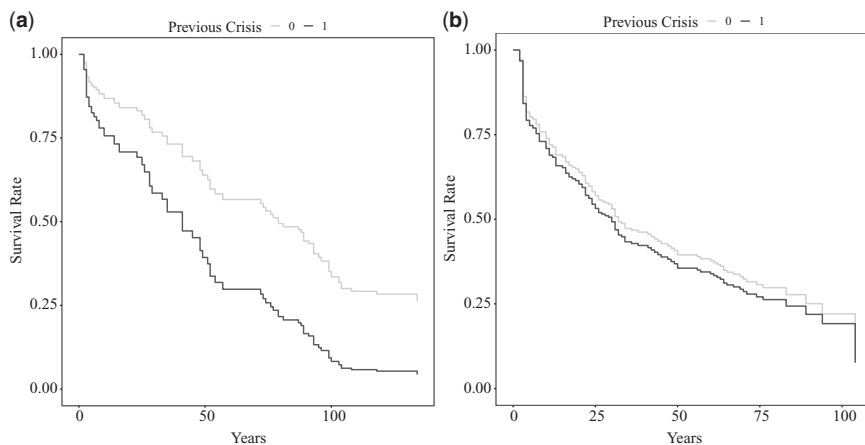 (a)
Previous Crisis 0 1
1.00
0.75
0.50
0.25
0.00
Survival Rate
0 50 100
Years
(b)
Previous Crisis 0 1
1.00
0.75
0.50
0.25
0.00
Survival Rate
0 25 50 75 100
Years